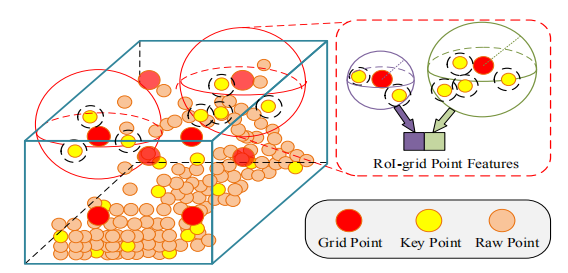 RoI-grid Point Features
Grid Point Key Point Raw Point